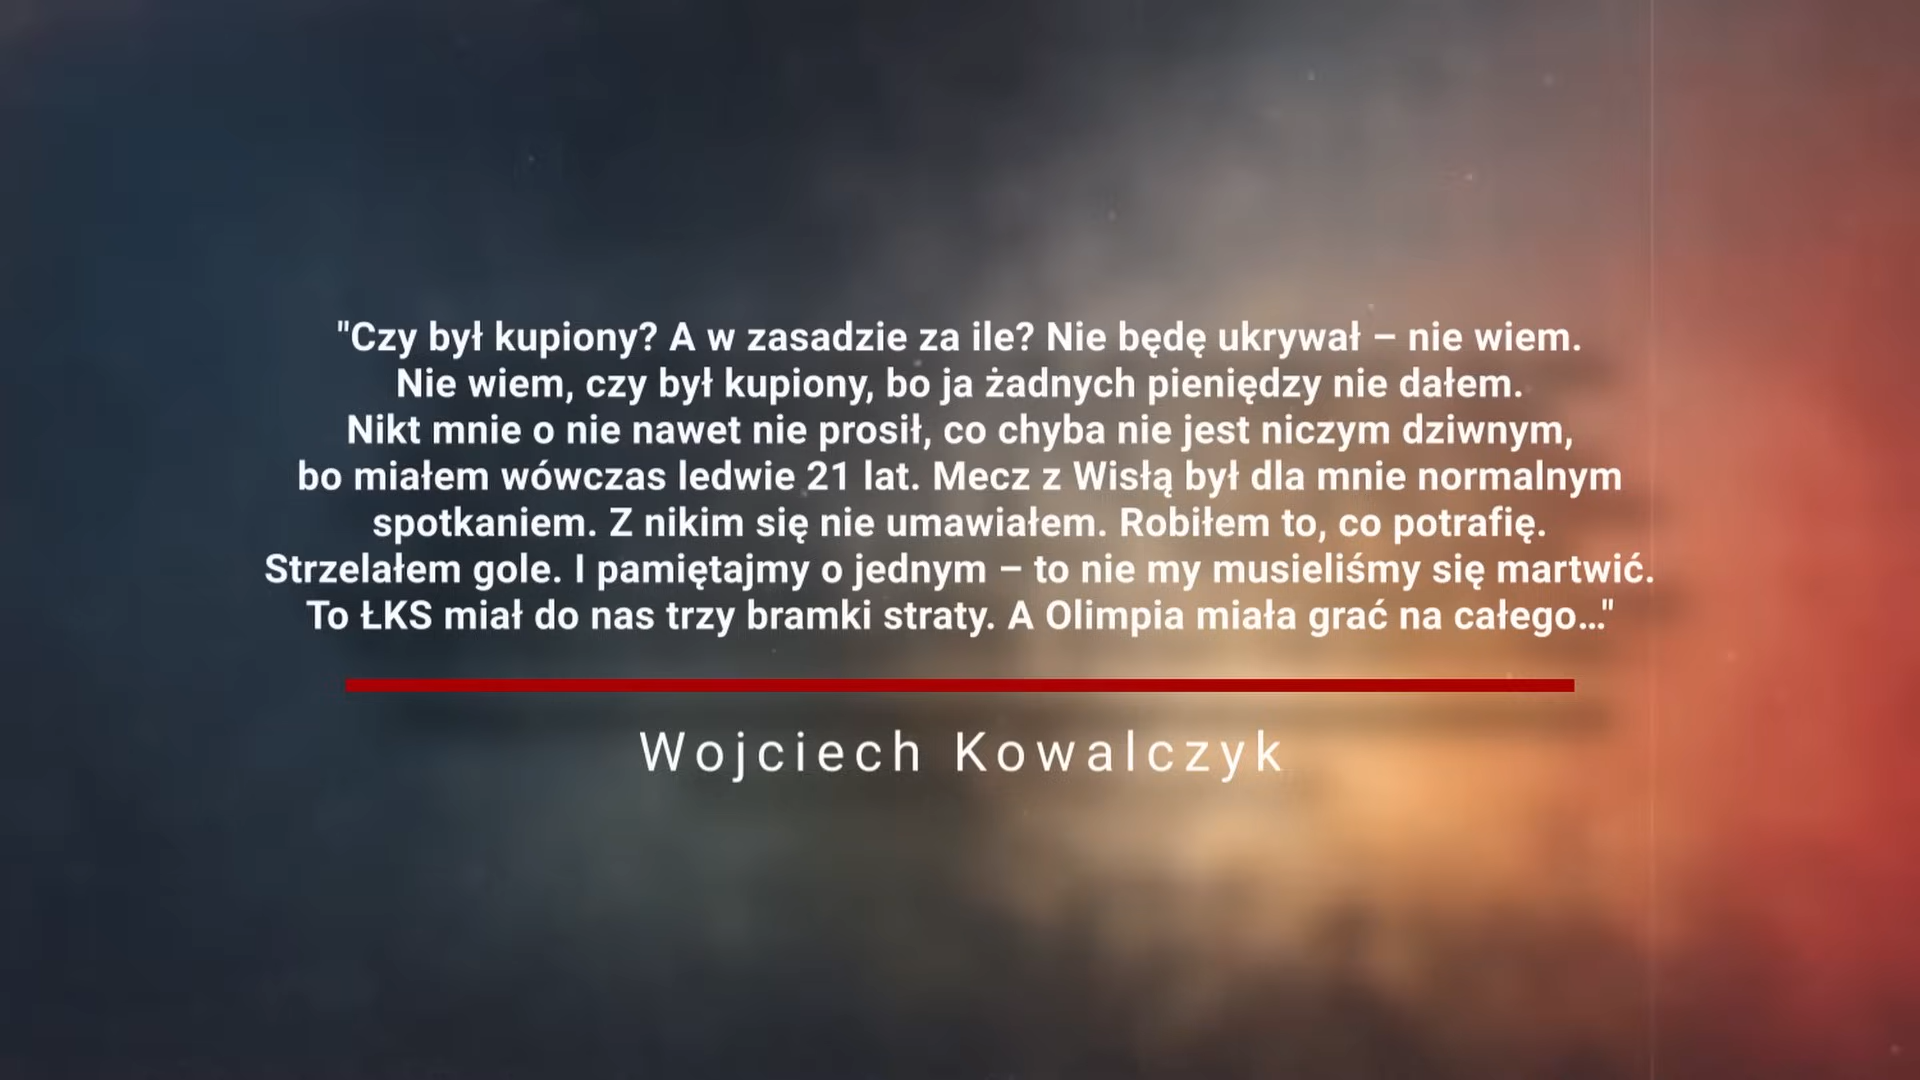 "Czy był kupiony? A w zasadzie za ile? Nie będę ukrywał – nie wiem.
Nie wiem, czy był kupiony, bo ja żadnych pieniędzy nie dałem.
Nikt mnie o nie nawet nie prosił, co chyba nie jest niczym dziwnym,
bo miałem wówczas ledwie 21 lat. Mecz z Wisłą był dla mnie normalnym
spotkaniem. Z nikim się nie umawiałem. Robiłem to, co potrafię.
Strzelałem gole. I pamiętajmy o jednym – to nie my musieliśmy się martwić.
To ŁKS miał do nas trzy bramki straty. A Olimpia miała grać na całego..."
Wojciech Kowalczyk